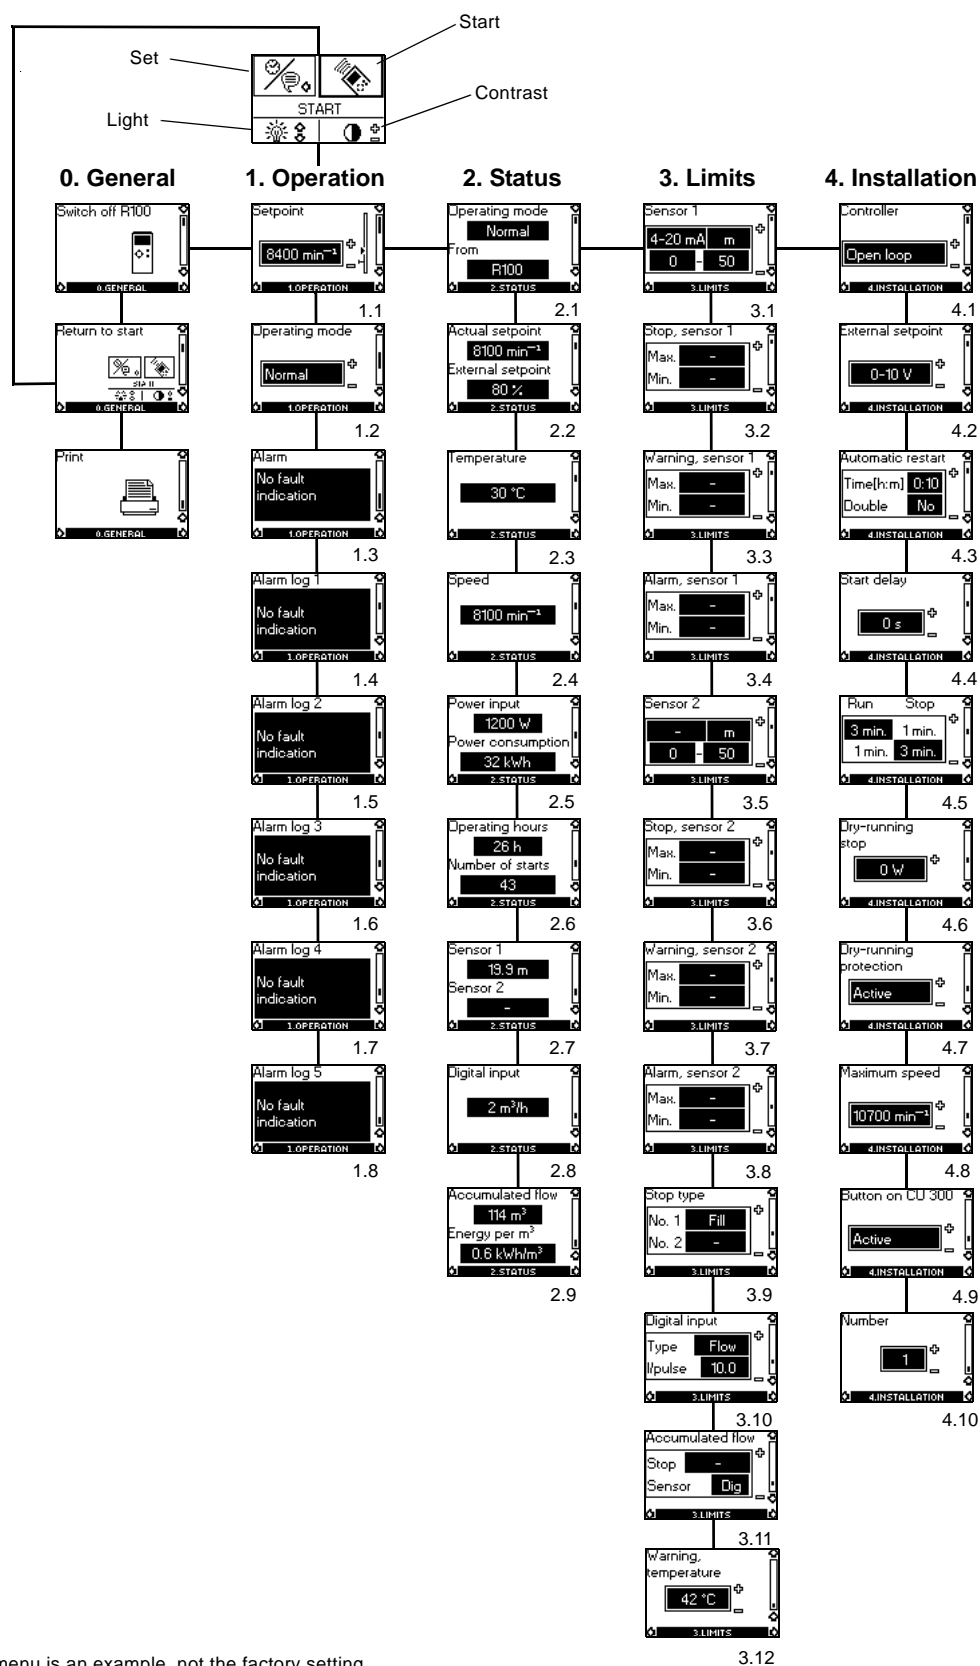 Start
Set
Contrast
Light
START
0. General
1. Operation
2. Status
3. Limits
4. Installation
Switch off R100
0.GENERAL
Return to start
START
0.GENERAL
Print
0.GENERAL
Setpoint
8400 min⁻¹
1.OPERATION
1.1
Operating mode
Normal
1.OPERATION
1.2
Alarm
No fault
indication
1.OPERATION
1.3
Alarm log 1
No fault
indication
1.OPERATION
1.4
Alarm log 2
No fault
indication
1.OPERATION
1.5
Alarm log 3
No fault
indication
1.OPERATION
1.6
Alarm log 4
No fault
indication
1.OPERATION
1.7
Alarm log 5
No fault
indication
1.OPERATION
1.8
Operating mode
Normal
From
R100
2.STATUS
2.1
Actual setpoint
8100 min⁻¹
External setpoint
80 %
2.STATUS
2.2
Temperature
30 °C
2.STATUS
2.3
Speed
8100 min⁻¹
2.STATUS
2.4
Power input
1200 W
Power consumption
32 kWh
2.STATUS
2.5
Operating hours
26 h
Number of starts
43
2.STATUS
2.6
Sensor 1
19.9 m
Sensor 2
-
2.STATUS
2.7
Digital input
2 m³/h
2.STATUS
2.8
Accumulated flow
114 m³
Energy per m³
0.6 kWh/m³
2.STATUS
2.9
Sensor 1
4-20 mA m
0 - 50
3.LIMITS
3.1
Stop, sensor 1
Max. -
Min. -
3.LIMITS
3.2
Warning, sensor 1
Max. -
Min. -
3.LIMITS
3.3
Alarm, sensor 1
Max. -
Min. -
3.LIMITS
3.4
Sensor 2
- m
0 - 50
3.LIMITS
3.5
Stop, sensor 2
Max. -
Min. -
3.LIMITS
3.6
Warning, sensor 2
Max. -
Min. -
3.LIMITS
3.7
Alarm, sensor 2
Max. -
Min. -
3.LIMITS
3.8
Stop type
No. 1 Fill
No. 2 -
3.LIMITS
3.9
Digital input
Type Flow
l/pulse 10.0
3.LIMITS
3.10
Accumulated flow
Stop -
Sensor Dig
3.LIMITS
3.11
Warning,
temperature
42 °C
3.LIMITS
3.12
Controller
Open loop
4.INSTALLATION
4.1
External setpoint
0-10 V
4.INSTALLATION
4.2
Automatic restart
Time[h:m] 0:10
Double No
4.INSTALLATION
4.3
Start delay
0 s
4.INSTALLATION
4.4
Run Stop
3 min. 1 min.
1 min. 3 min.
4.INSTALLATION
4.5
Dry-running
stop
0 W
4.INSTALLATION
4.6
Dry-running
protection
Active
4.INSTALLATION
4.7
Maximum speed
10700 min⁻¹
4.INSTALLATION
4.8
Button on CU 300
Active
4.INSTALLATION
4.9
Number
1
4.INSTALLATION
4.10
menu is an example, not the factory setting